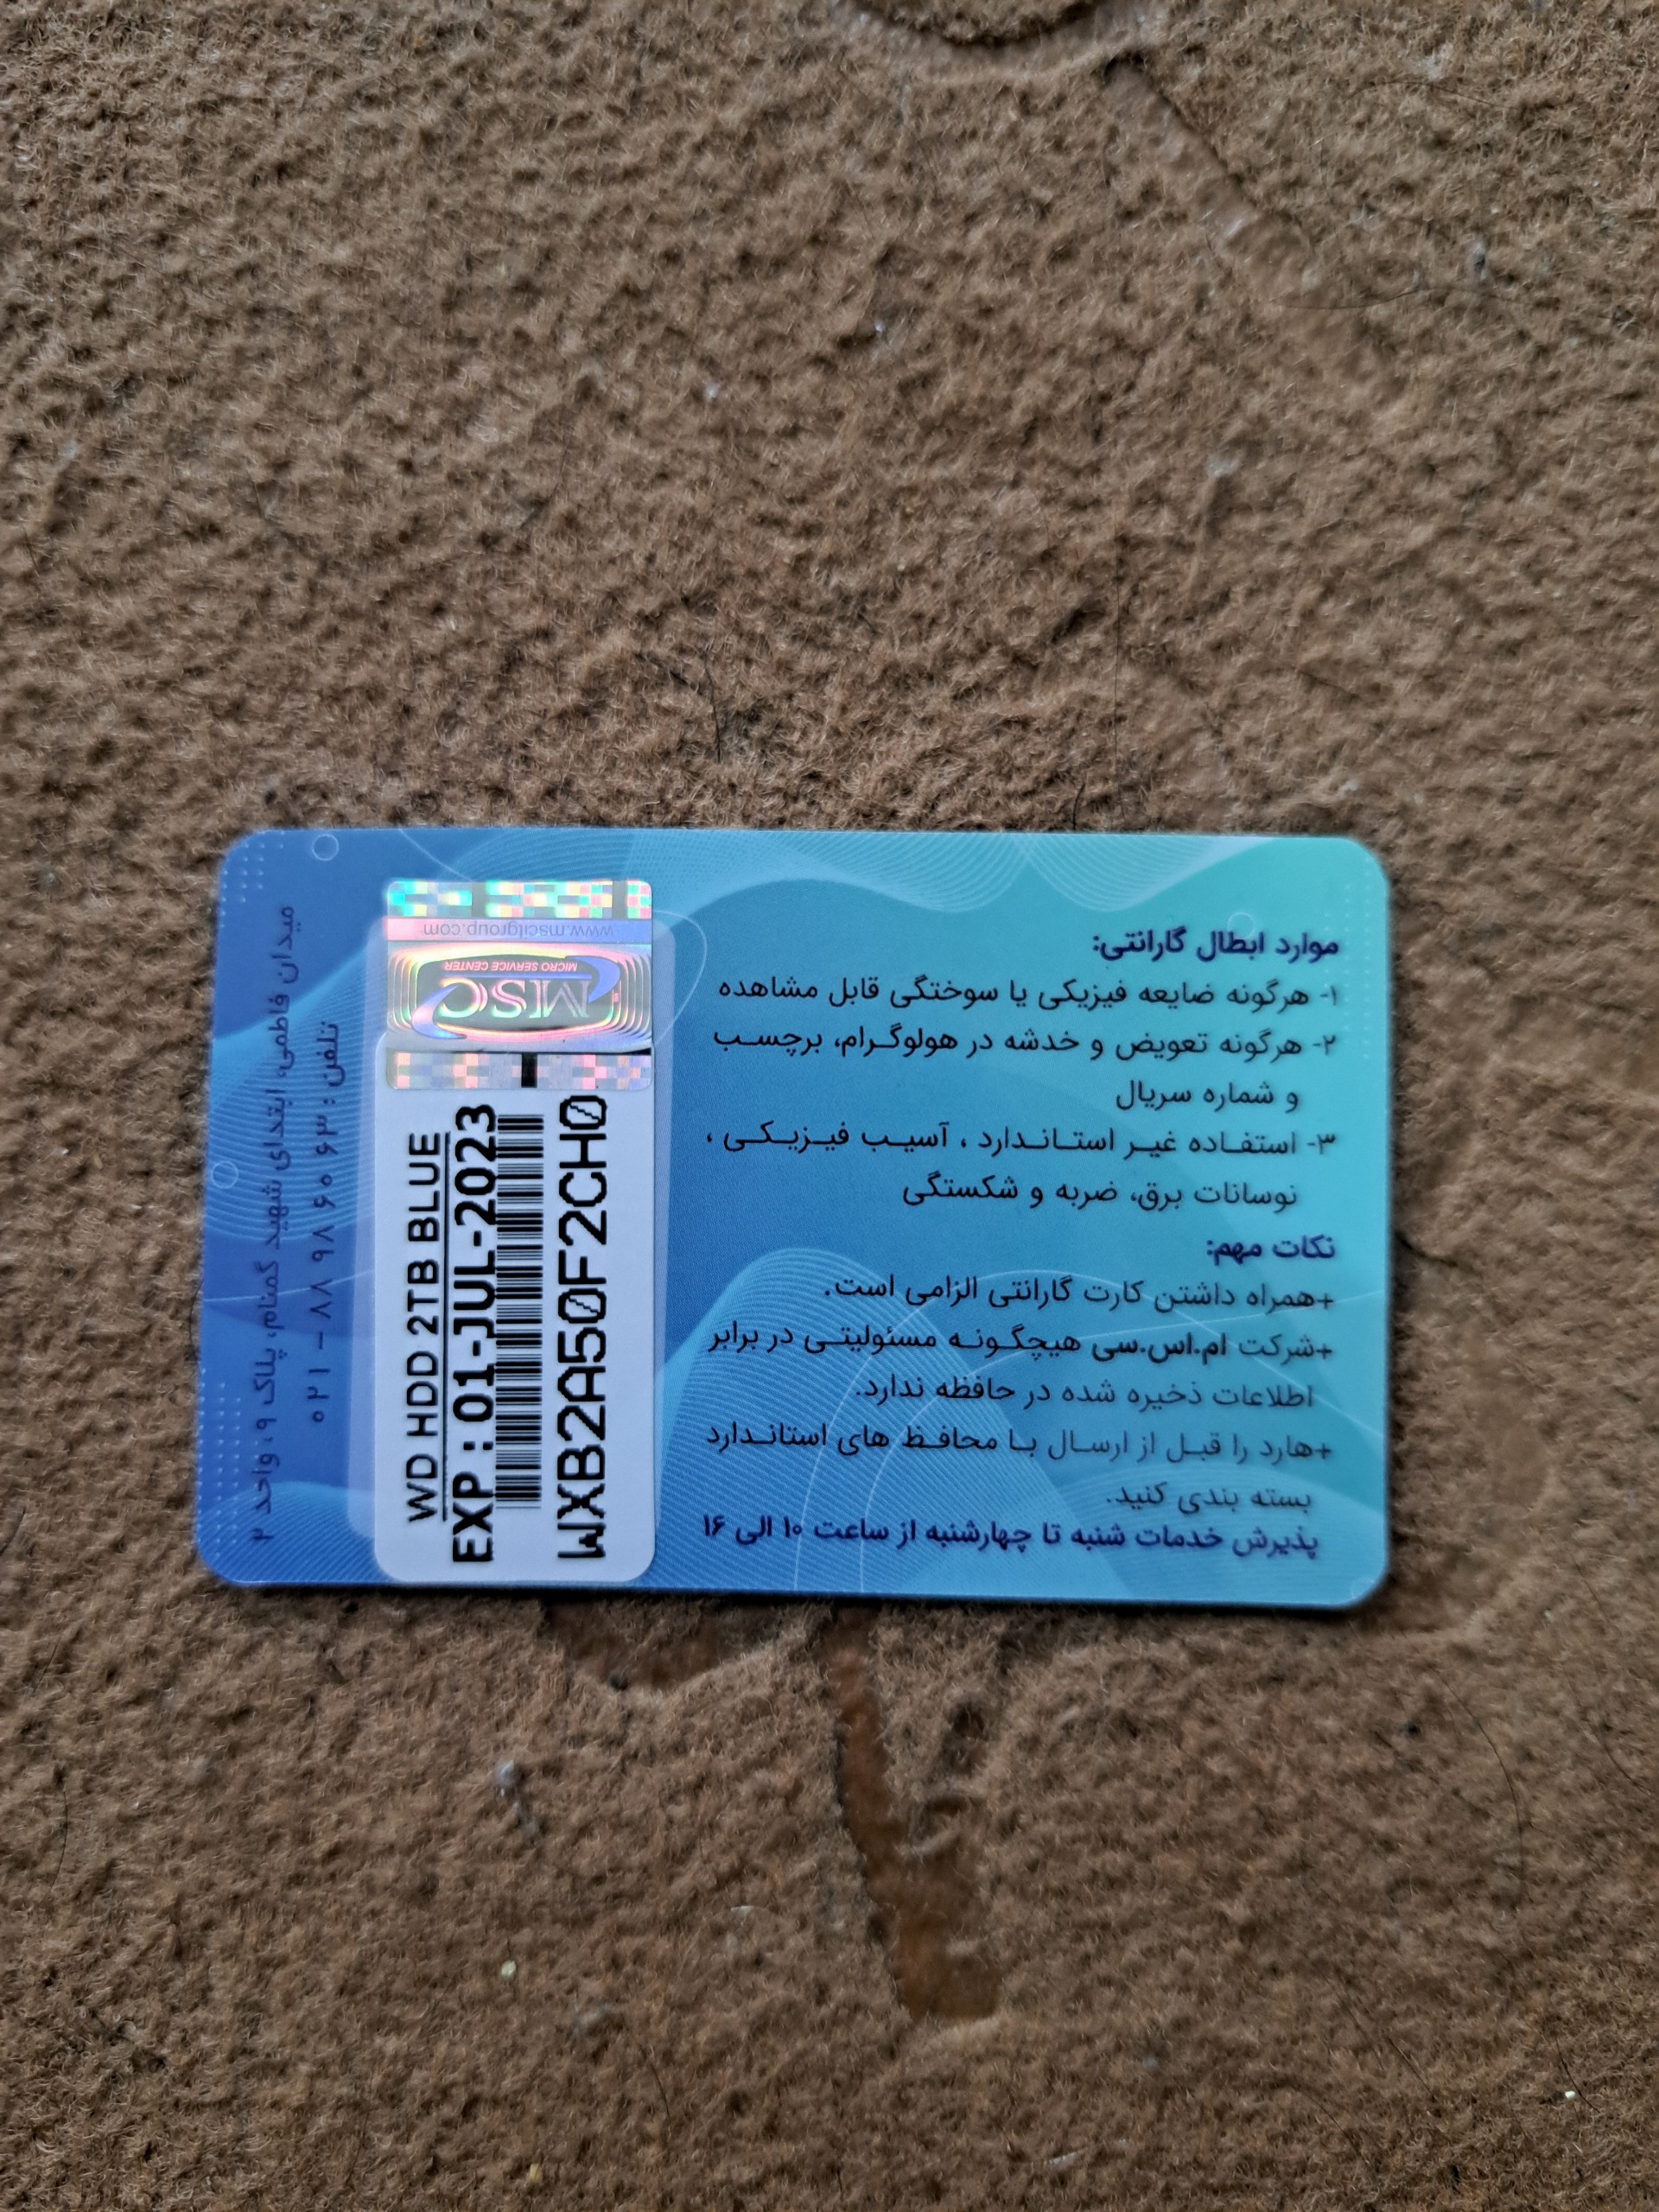 موارد ابطال گارانتی:
۱- هرگونه ضایعه فیزیکی یا سوختگی قابل مشاهده
۲- هرگونه تعویض و خدشه در هولوگرام، برچسب
و شماره سریال
۳- استفاده غیر استاندارد ، آسیب فیزیکی ،
نوسانات برق، ضربه و شکستگی
نکات مهم:
+همراه داشتن کارت گارانتی الزامی است.
+شرکت ام.اس.سی هیچگونه مسئولیتی در برابر
اطلاعات ذخیره شده در حافظه ندارد.
+هارد را قبل از ارسال با محافظ های استاندارد
بسته بندی کنید.
پذیرش خدمات شنبه تا چهارشنبه از ساعت ۱۰ الی ۱۶
www.mscitgroup.com
MSC
MICRO SERVICE CENTER
WD HDD 2TB BLUE
EXP : 01-JUL-2023
WXB2A50F2CH0
میدان فاطمی، ابتدای شهید گمنام، پلاک ۹، واحد ۲
تلفن : ۶۳ ۶۰ ۹۸ ۸۸ - ۰۲۱